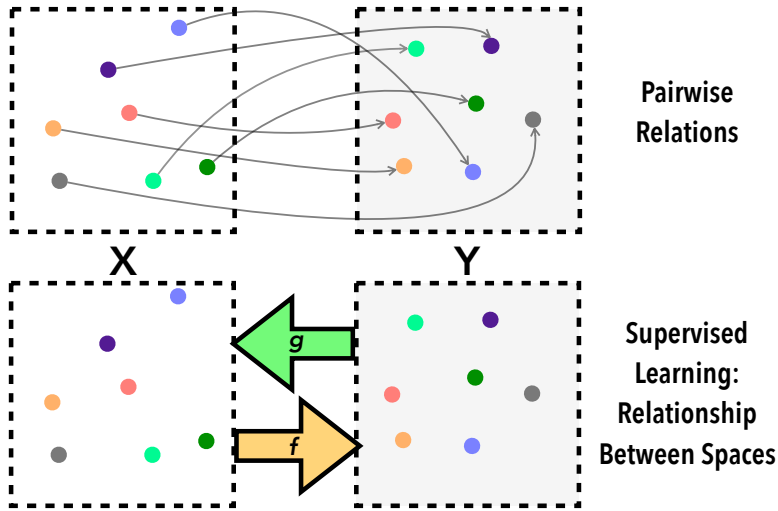 Pairwise
Relations
X
Y
g
f
Supervised
Learning:
Relationship
Between Spaces